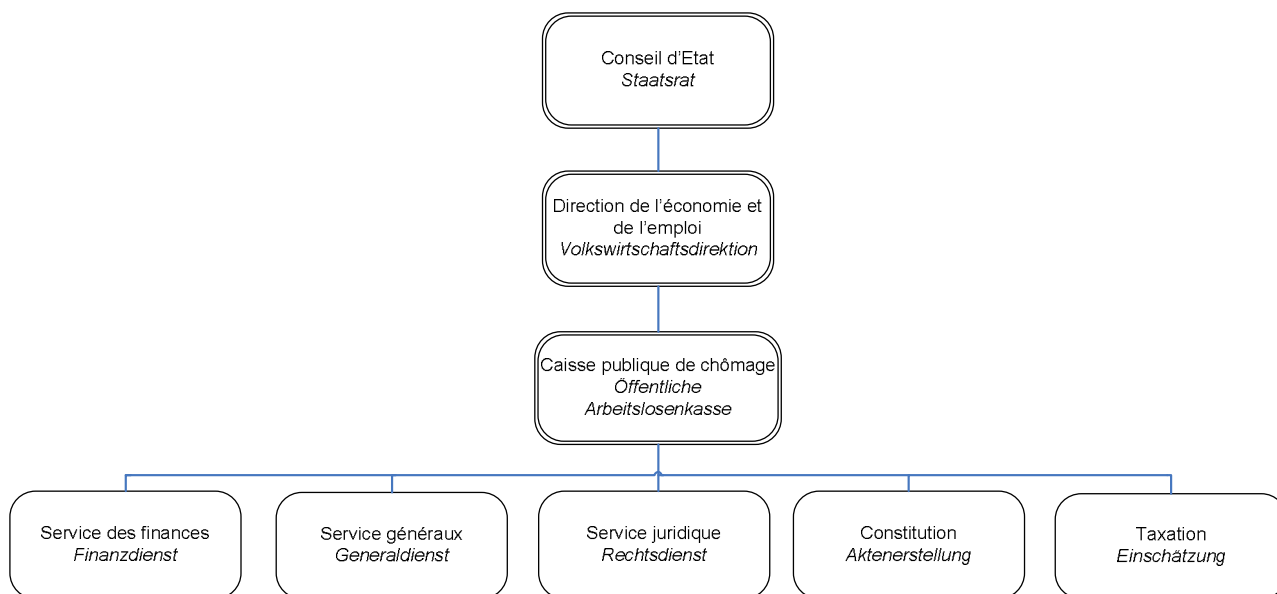 Conseil d’Etat
Staatsrat
Direction de l’économie et
de l’emploi
Volkswirtschaftsdirektion
Caisse publique de chômage
Öffentliche
Arbeitslosenkasse
Service des finances
Finanzdienst
Service généraux
Generaldienst
Service juridique
Rechtsdienst
Constitution
Aktenerstellung
Taxation
Einschätzung